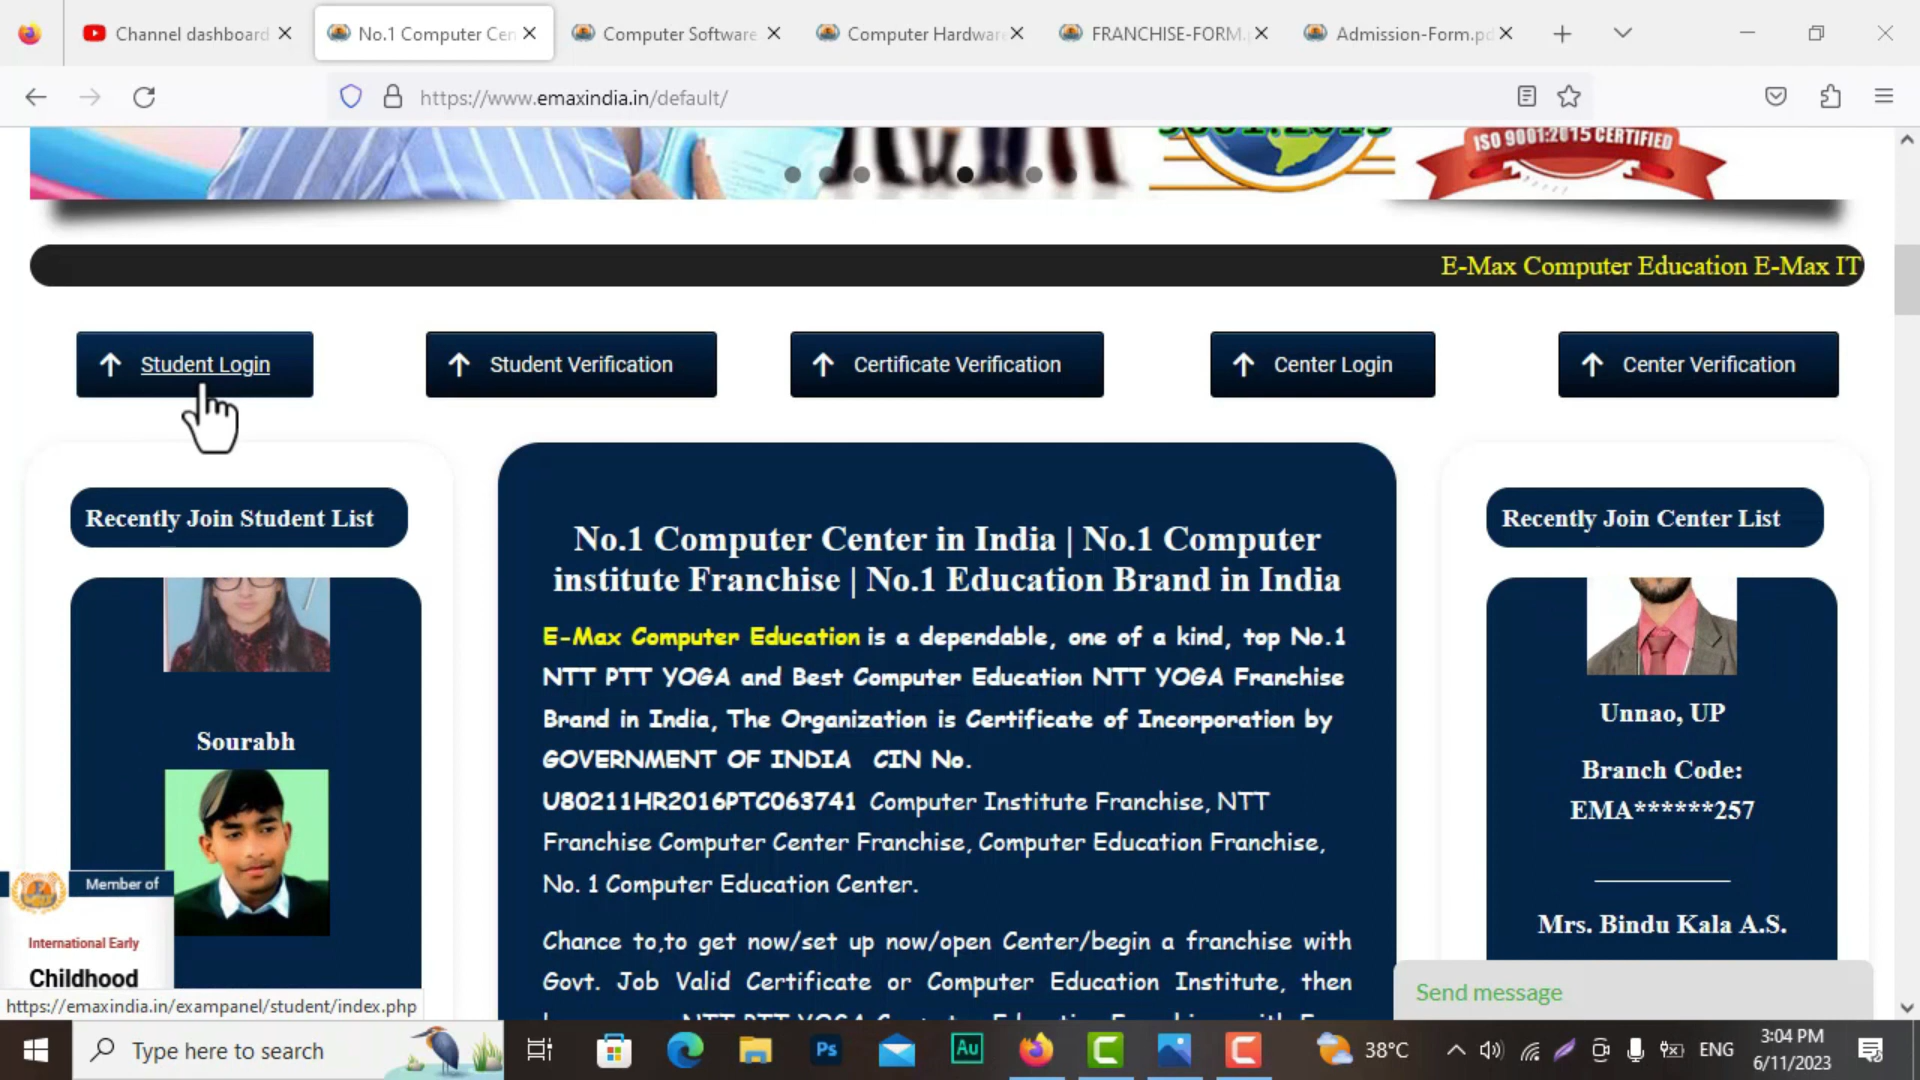 Channel dashboard
No.1 Computer Cen
Computer Software
Computer Hardware
FRANCHISE-FORM.
Admission-Form.pd
https://www.emaxindia.in/default/
9001:2015
ISO 9001:2015 CERTIFIED
E-Max Computer Education E-Max IT
Student Login
Student Verification
Certificate Verification
Center Login
Center Verification
Recently Join Student List
Sourabh
Member of
International Early
Childhood
https://emaxindia.in/exampanel/student/index.php
No.1 Computer Center in India | No.1 Computer
institute Franchise | No.1 Education Brand in India
E-Max Computer Education is a dependable, one of a kind, top No.1
NTT PTT YOGA and Best Computer Education NTT YOGA Franchise
Brand in India, The Organization is Certificate of Incorporation by
GOVERNMENT OF INDIA CIN No.
U80211HR2016PTC063741 Computer Institute Franchise, NTT
Franchise Computer Center Franchise, Computer Education Franchise,
No. 1 Computer Education Center.
Chance to,to get now/set up now/open Center/begin a franchise with
Govt. Job Valid Certificate or Computer Education Institute, then
Recently Join Center List
Unnao, UP
Branch Code:
EMA******257
Mrs. Bindu Kala A.S.
Send message
Type here to search
Ps
Au
38°C
ENG
3:04 PM
6/11/2023